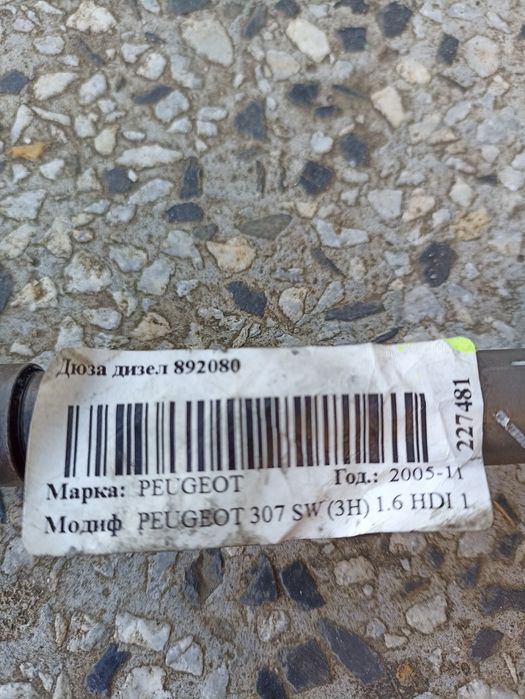 Дюза дизел 892080
227481
Марка: PEUGEOT Год.: 2005-11
Модиф PEUGEOT 307 SW (3H) 1.6 HDI 1